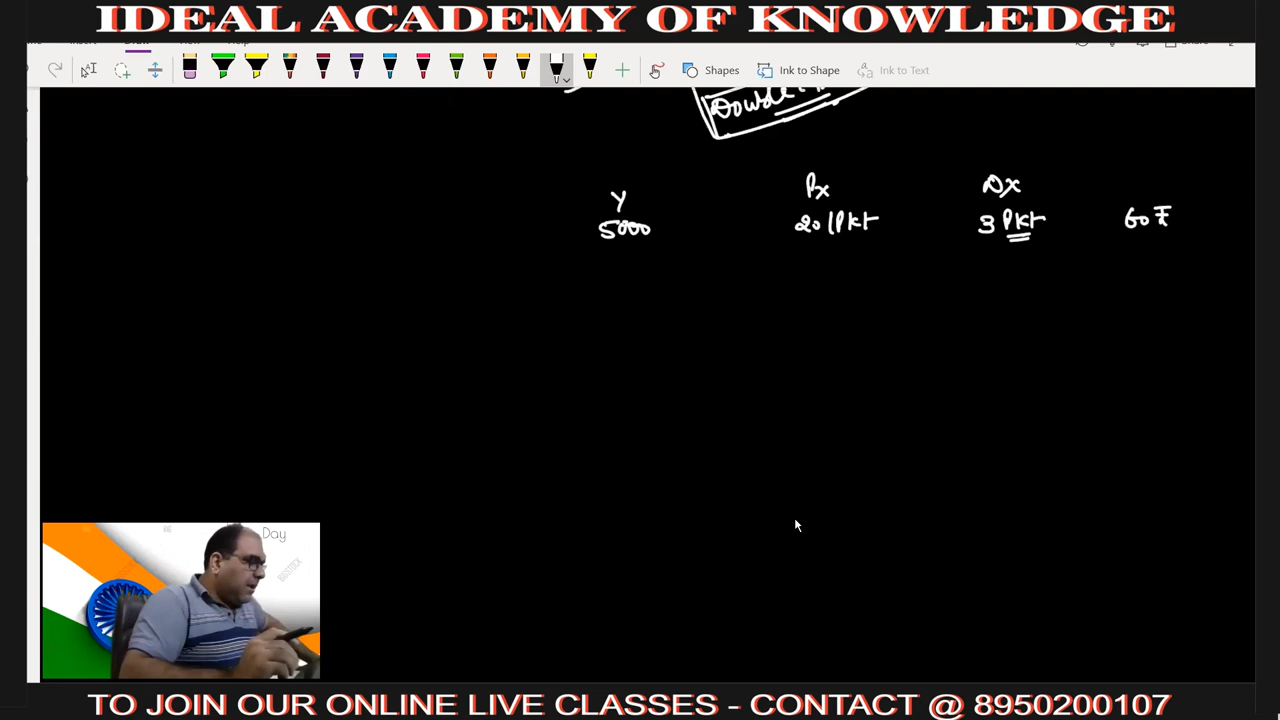 IDEAL ACADEMY OF KNOWLEDGE
Shapes Ink to Shape Ink to Text
Y Px Dx
5000 20/Pkt 3 Pkt 60 ₹
Day
TO JOIN OUR ONLINE LIVE CLASSES - CONTACT @ 8950200107